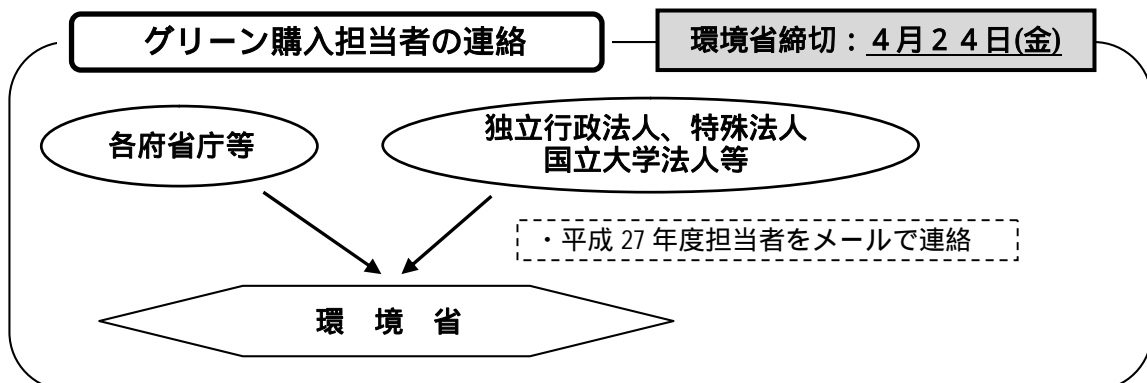 グリーン購入担当者の連絡
環境省締切：４月２４日(金)
各府省庁等
独立行政法人、特殊法人
国立大学法人等
・平成 27 年度担当者をメールで連絡
環　境　省